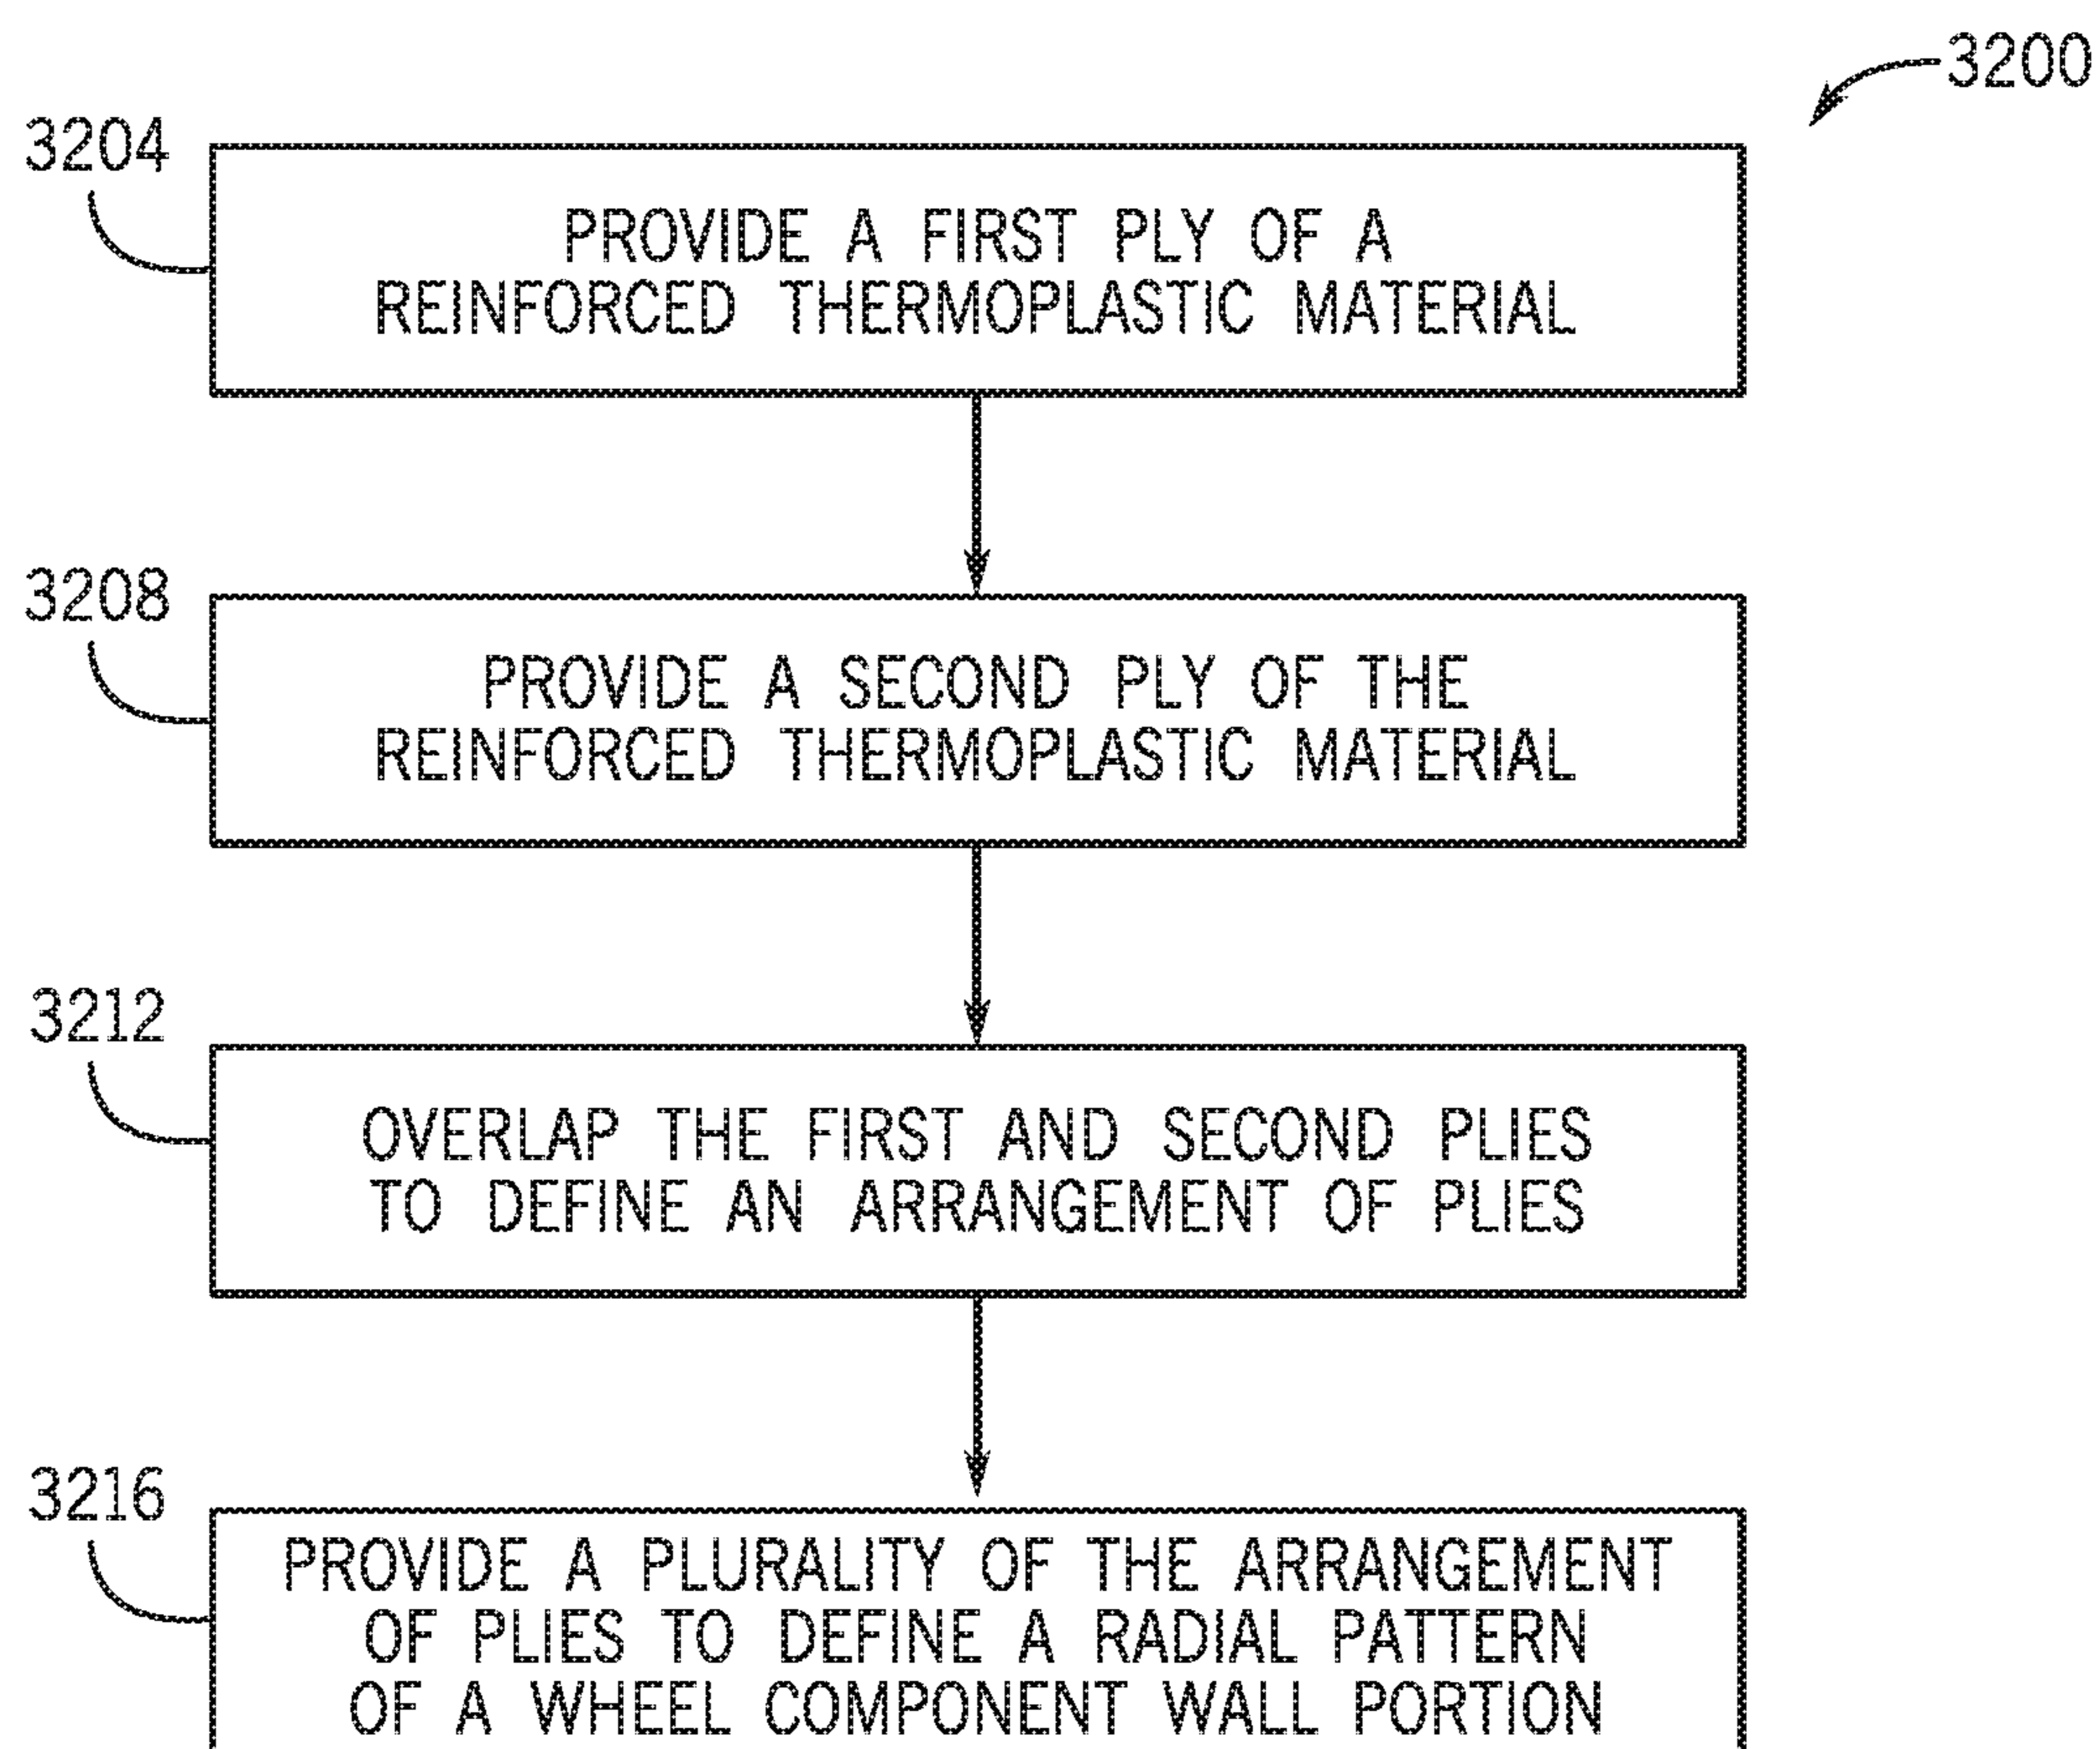 3200
3204
PROVIDE A FIRST PLY OF A
REINFORCED THERMOPLASTIC MATERIAL
3208
PROVIDE A SECOND PLY OF THE
REINFORCED THERMOPLASTIC MATERIAL
3212
OVERLAP THE FIRST AND SECOND PLIES
TO DEFINE AN ARRANGEMENT OF PLIES
3216
PROVIDE A PLURALITY OF THE ARRANGEMENT
OF PLIES TO DEFINE A RADIAL PATTERN
OF A WHEEL COMPONENT WALL PORTION